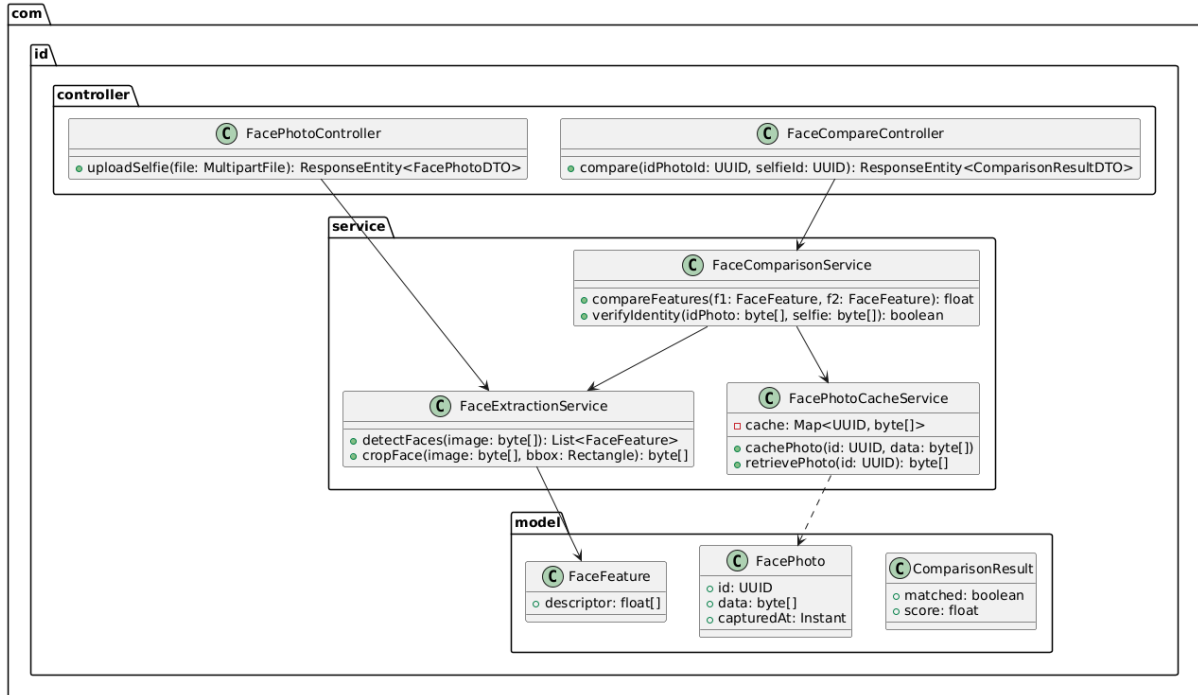 com
id
controller
C FacePhotoController
uploadSelfie(file: MultipartFile): ResponseEntity<FacePhotoDTO>
C FaceCompareController
compare(idPhotoId: UUID, selfieId: UUID): ResponseEntity<ComparisonResultDTO>
service
C FaceComparisonService
compareFeatures(f1: FaceFeature, f2: FaceFeature): float
verifyIdentity(idPhoto: byte[], selfie: byte[]): boolean
C FaceExtractionService
detectFaces(image: byte[]): List<FaceFeature>
cropFace(image: byte[], bbox: Rectangle): byte[]
C FacePhotoCacheService
cache: Map<UUID, byte[]>
cachePhoto(id: UUID, data: byte[])
retrievePhoto(id: UUID): byte[]
model
C FaceFeature
descriptor: float[]
C FacePhoto
id: UUID
data: byte[]
capturedAt: Instant
C ComparisonResult
matched: boolean
score: float